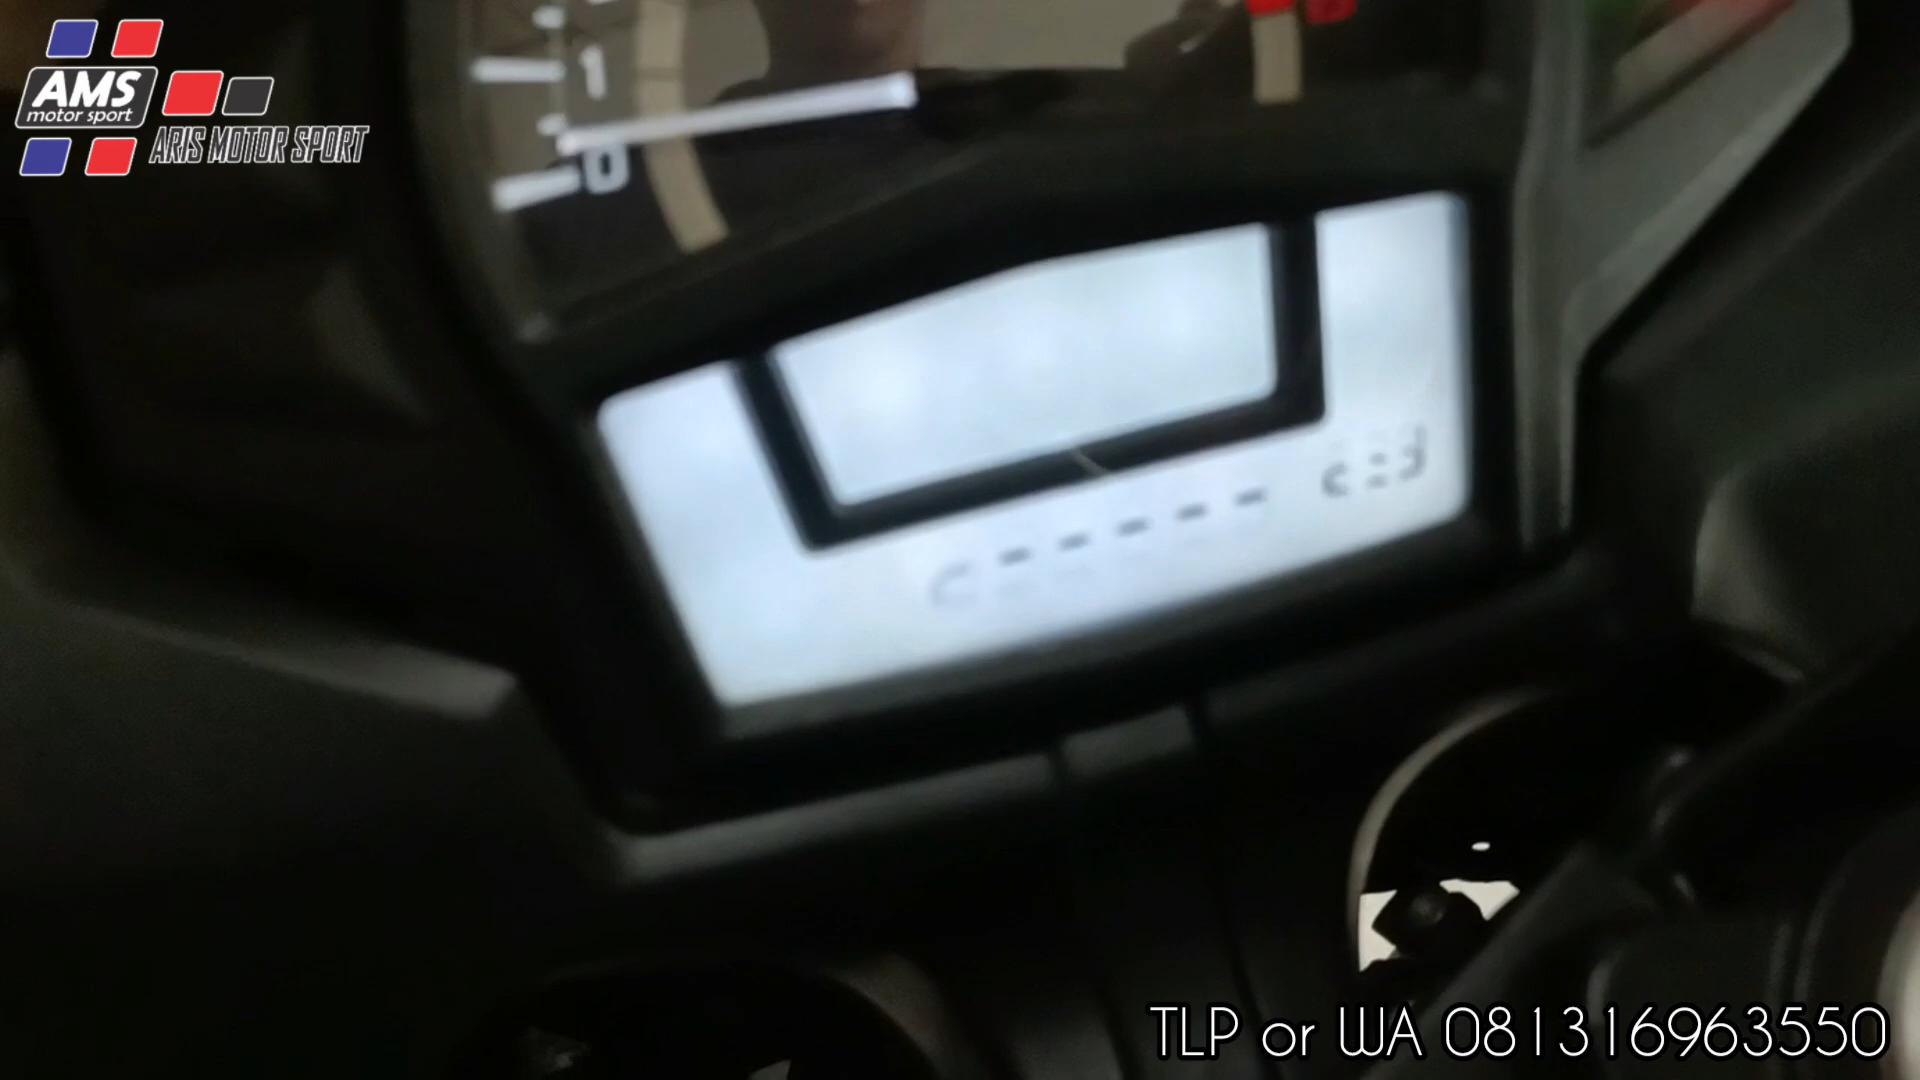 AMS
motor sport
ARIS MOTOR SPORT
1
0
- - - - -
TLP or WA 081316963550